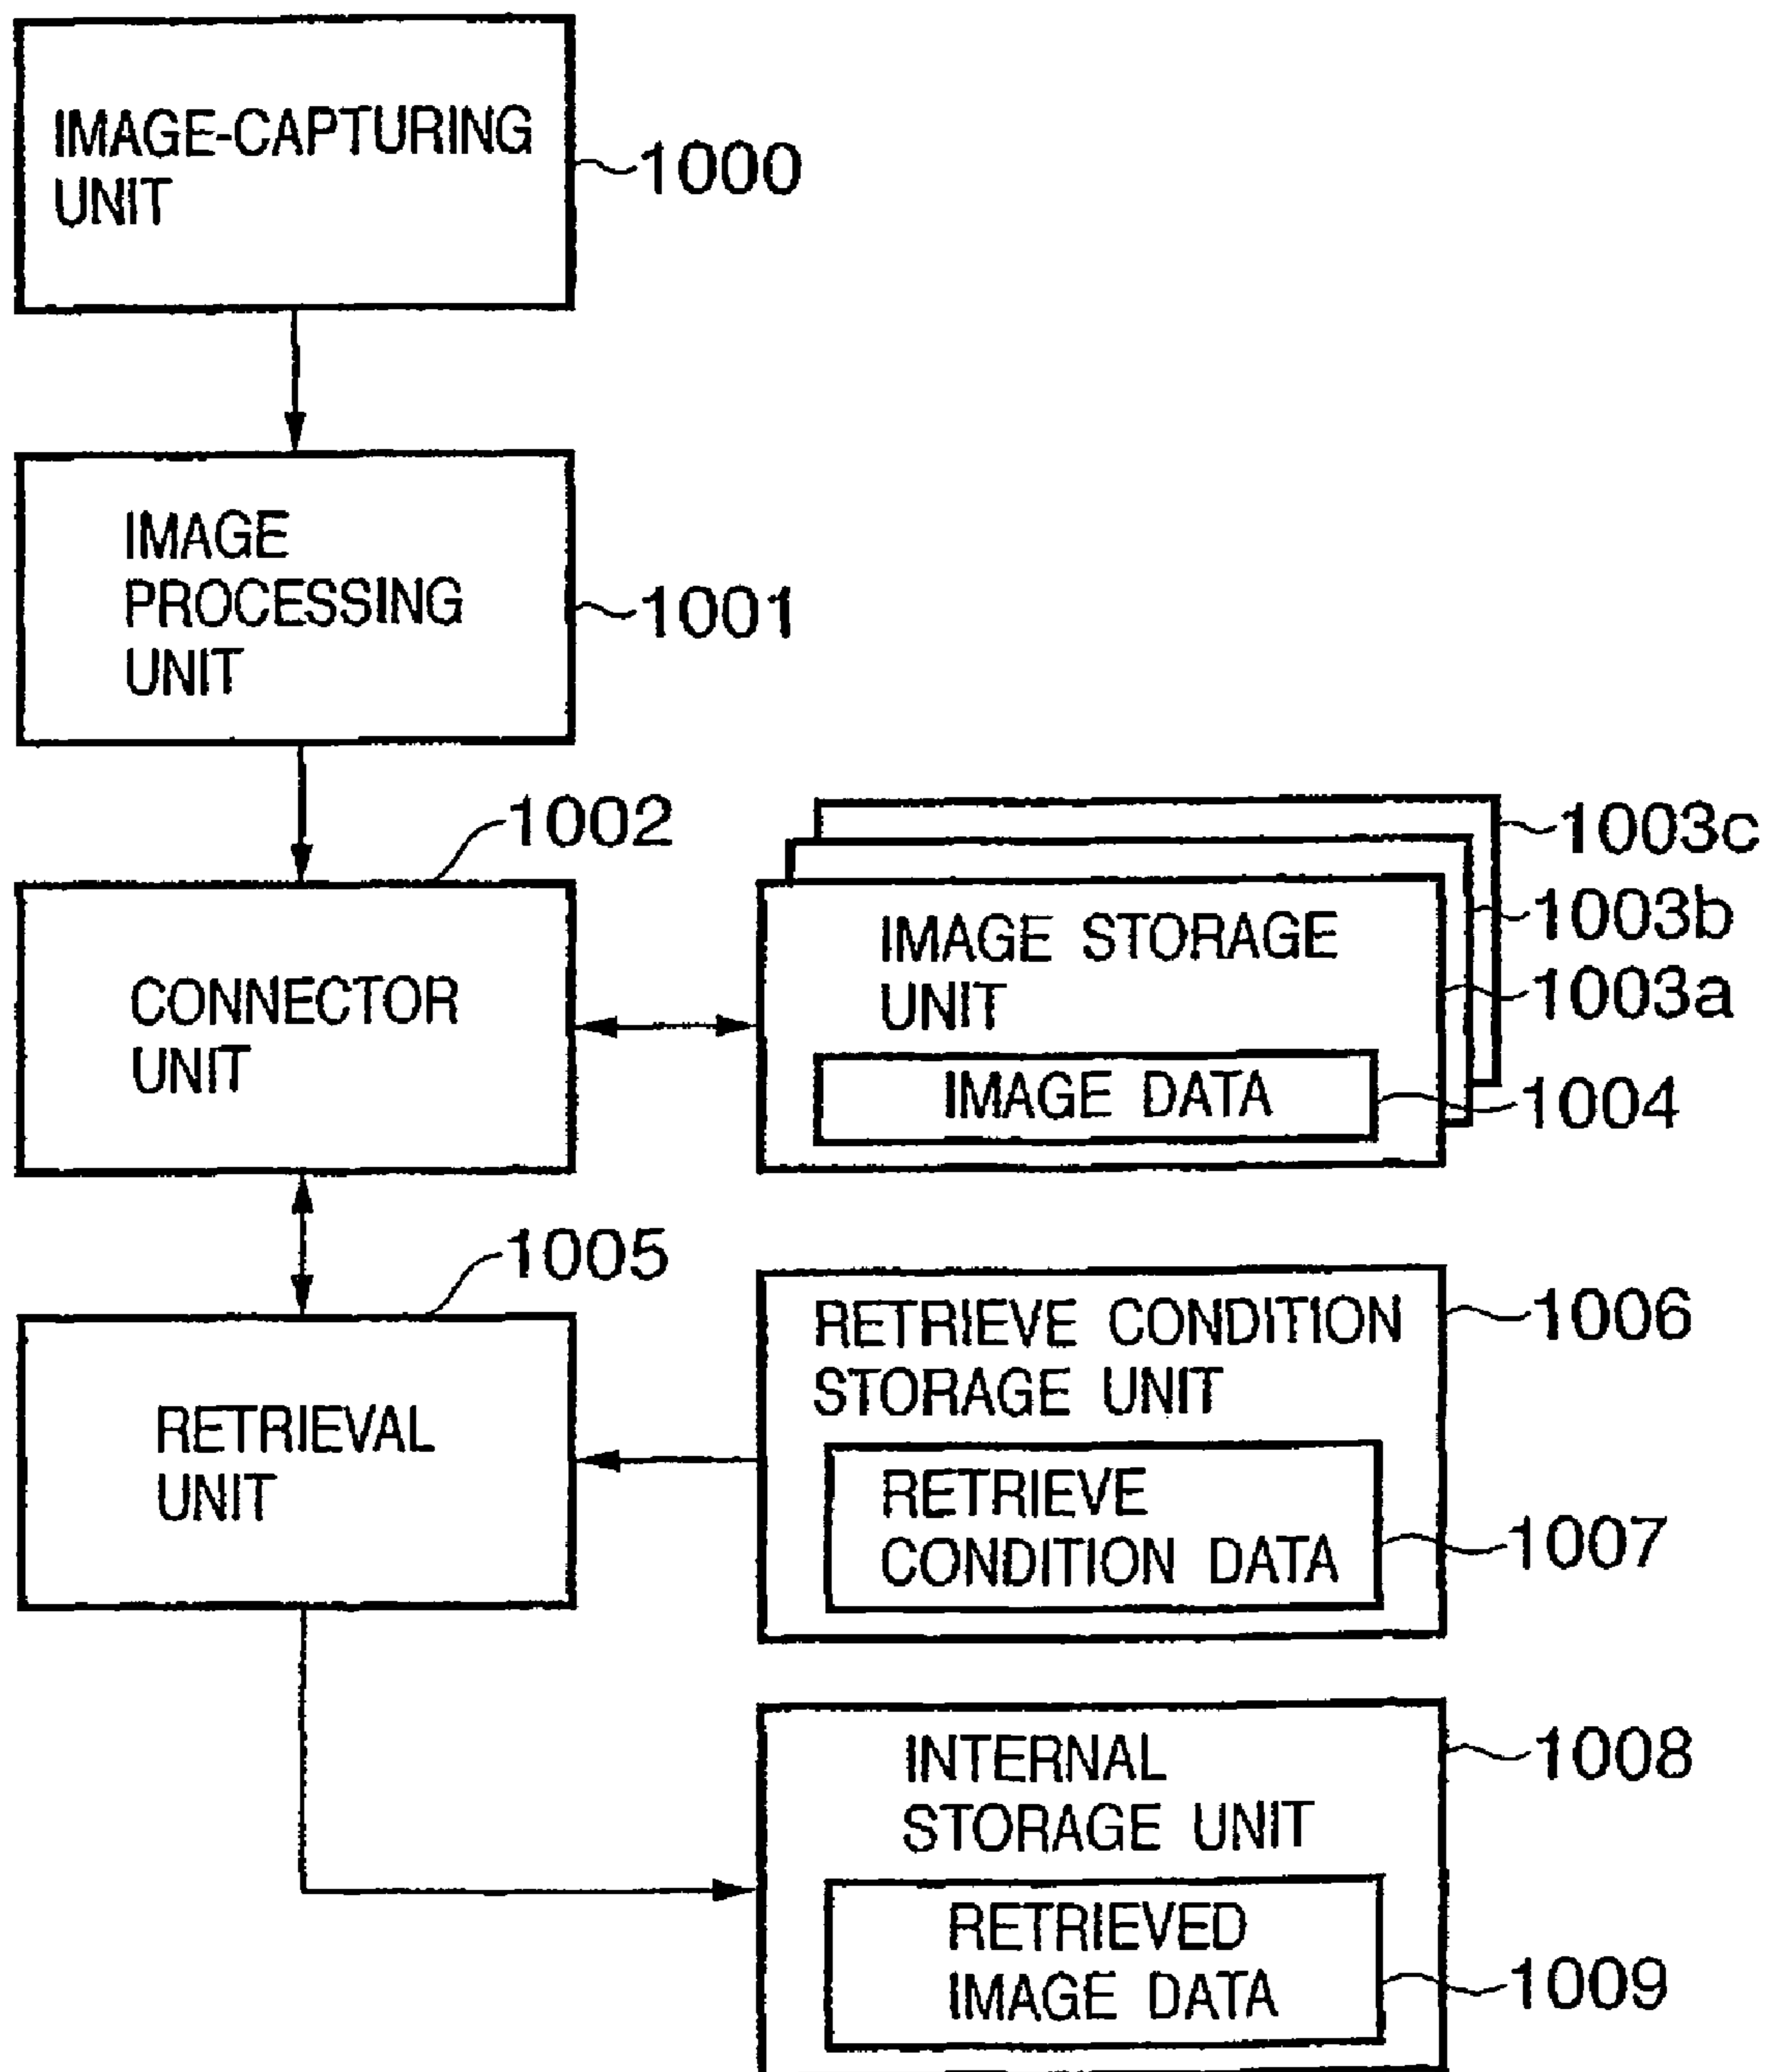 IMAGE-CAPTURING
UNIT
1000
IMAGE
PROCESSING
UNIT
1001
1002
CONNECTOR
UNIT
1003c
1003b
1003a
IMAGE STORAGE
UNIT
IMAGE DATA
1004
1005
RETRIEVAL
UNIT
RETRIEVE CONDITION
STORAGE UNIT
1006
RETRIEVE
CONDITION DATA
1007
INTERNAL
STORAGE UNIT
1008
RETRIEVED
IMAGE DATA
1009